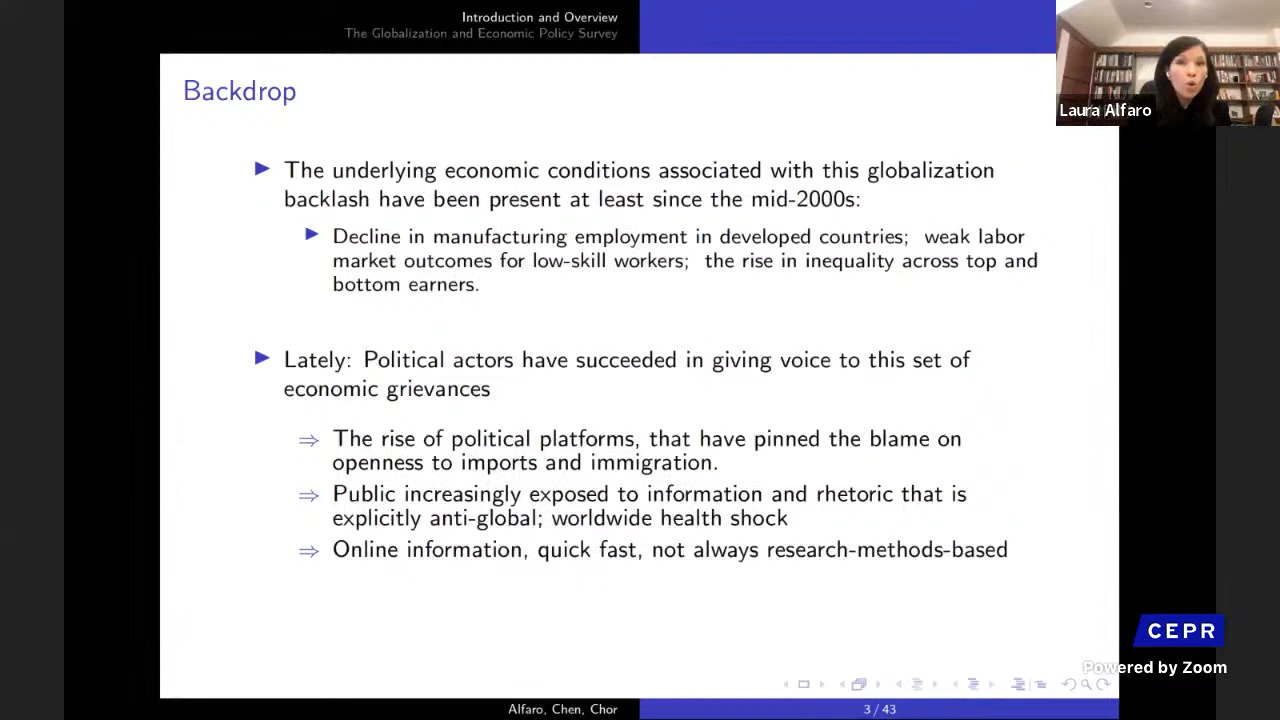 Introduction and Overview
The Globalization and Economic Policy Survey
Backdrop
Laura Alfaro
The underlying economic conditions associated with this globalization
backlash have been present at least since the mid-2000s:
Decline in manufacturing employment in developed countries; weak labor
market outcomes for low-skill workers; the rise in inequality across top and
bottom earners.
Lately: Political actors have succeeded in giving voice to this set of
economic grievances
⇒ The rise of political platforms, that have pinned the blame on
openness to imports and immigration.
⇒ Public increasingly exposed to information and rhetoric that is
explicitly anti-global; worldwide health shock
⇒ Online information, quick fast, not always research-methods-based
CEPR
Powered by Zoom
Alfaro, Chen, Chor
3 / 43